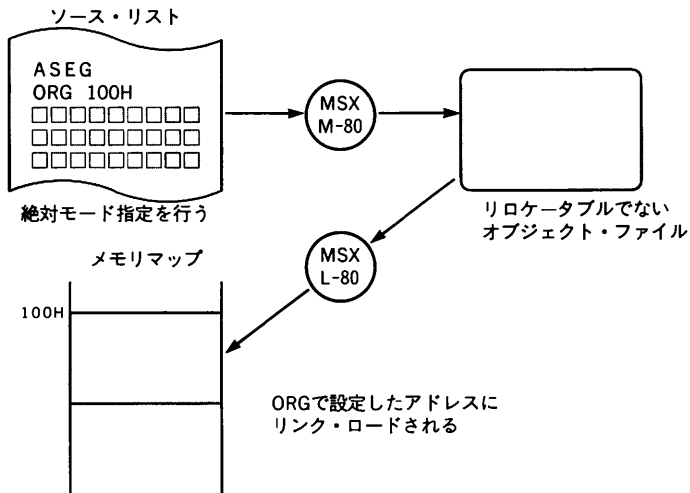 ソース・リスト
ASEG
ORG 100H
□□□□□□□□□
□□□□□□□□□
□□□□□□□□□
絶対モード指定を行う
MSX
M-80
リロケータブルでない
オブジェクト・ファイル
MSX
L-80
メモリマップ
100H
ORGで設定したアドレスに
リンク・ロードされる